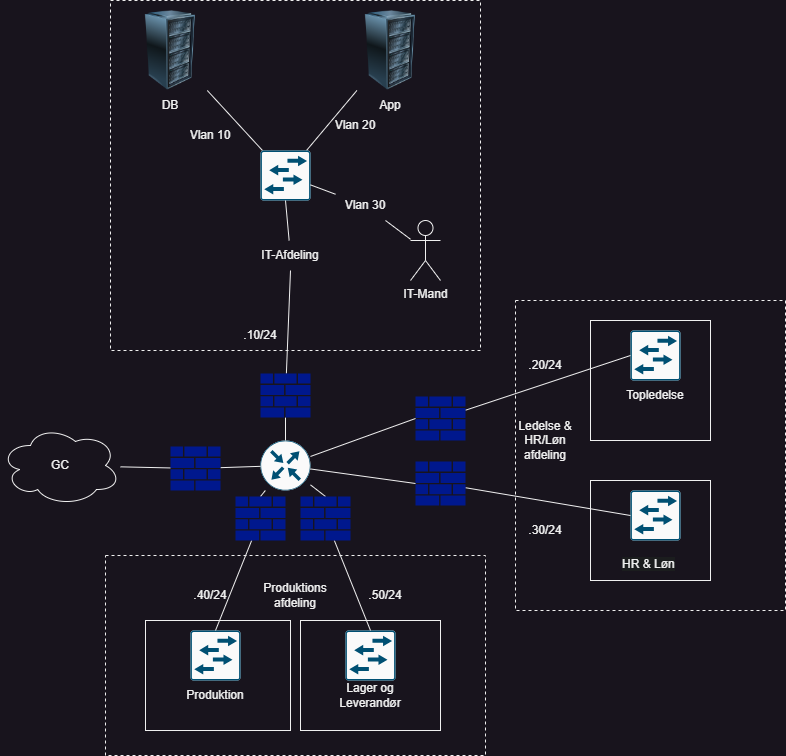 DB
App
Vlan 10
Vlan 20
Vlan 30
IT-Afdeling
IT-Mand
.10/24
.20/24
Topledelse
Ledelse &
HR/Løn
afdeling
GC
.30/24
HR & Løn
Produktions
afdeling
.40/24
.50/24
Produktion
Lager og
Leverandør